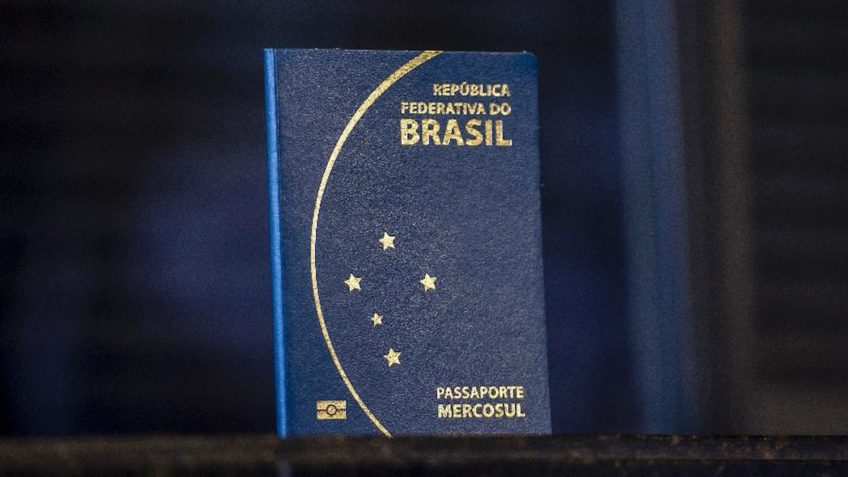 REPÚBLICA
FEDERATIVA DO
BRASIL
PASSAPORTE
MERCOSUL